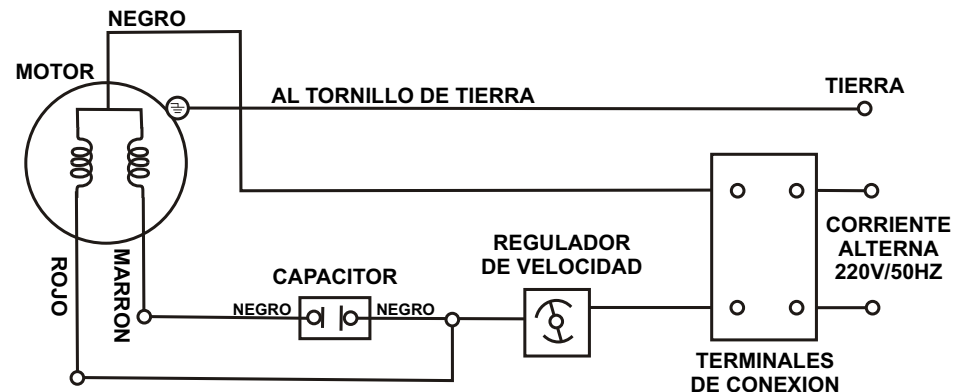 NEGRO
MOTOR
AL TORNILLO DE TIERRA
TIERRA
CORRIENTE
ALTERNA
220V/50HZ
REGULADOR
DE VELOCIDAD
CAPACITOR
ROJO
MARRON
NEGRO
NEGRO
TERMINALES
DE CONEXION